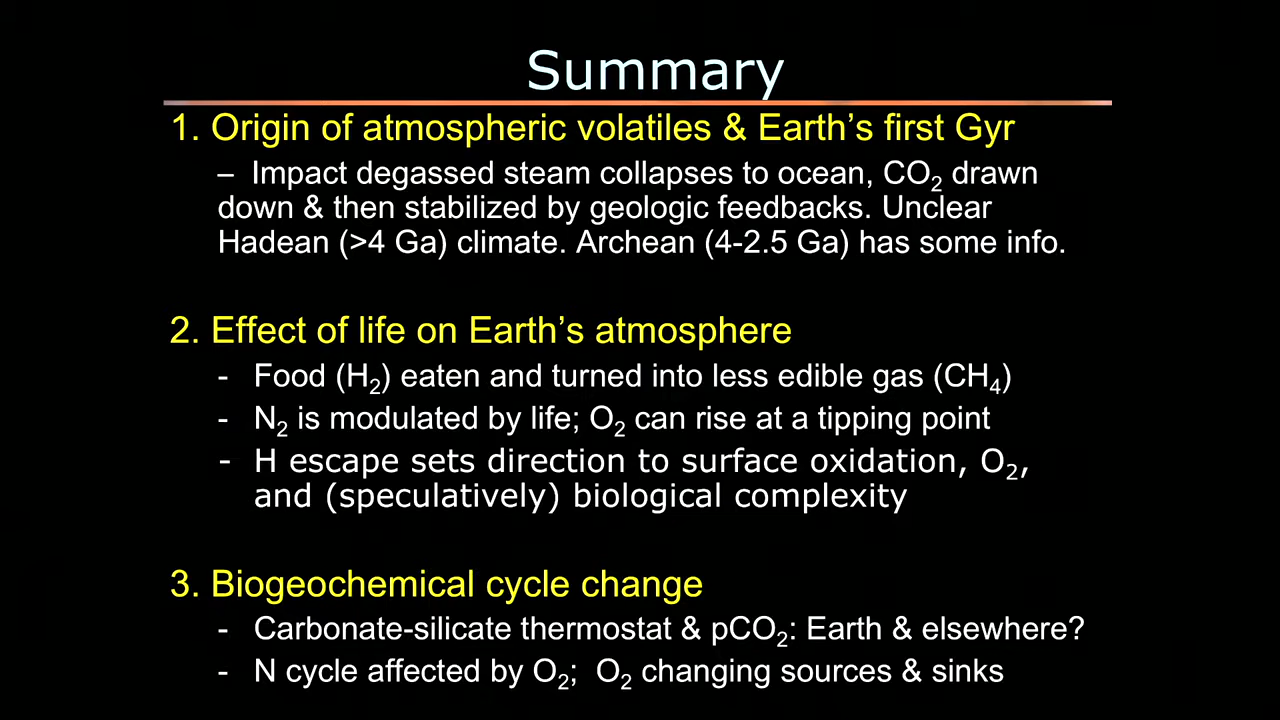 Summary
1. Origin of atmospheric volatiles & Earth’s first Gyr
– Impact degassed steam collapses to ocean, CO₂ drawn
down & then stabilized by geologic feedbacks. Unclear
Hadean (>4 Ga) climate. Archean (4-2.5 Ga) has some info.
2. Effect of life on Earth’s atmosphere
- Food (H₂) eaten and turned into less edible gas (CH₄)
- N₂ is modulated by life; O₂ can rise at a tipping point
- H escape sets direction to surface oxidation, O₂,
and (speculatively) biological complexity
3. Biogeochemical cycle change
- Carbonate-silicate thermostat & pCO₂: Earth & elsewhere?
- N cycle affected by O₂; O₂ changing sources & sinks